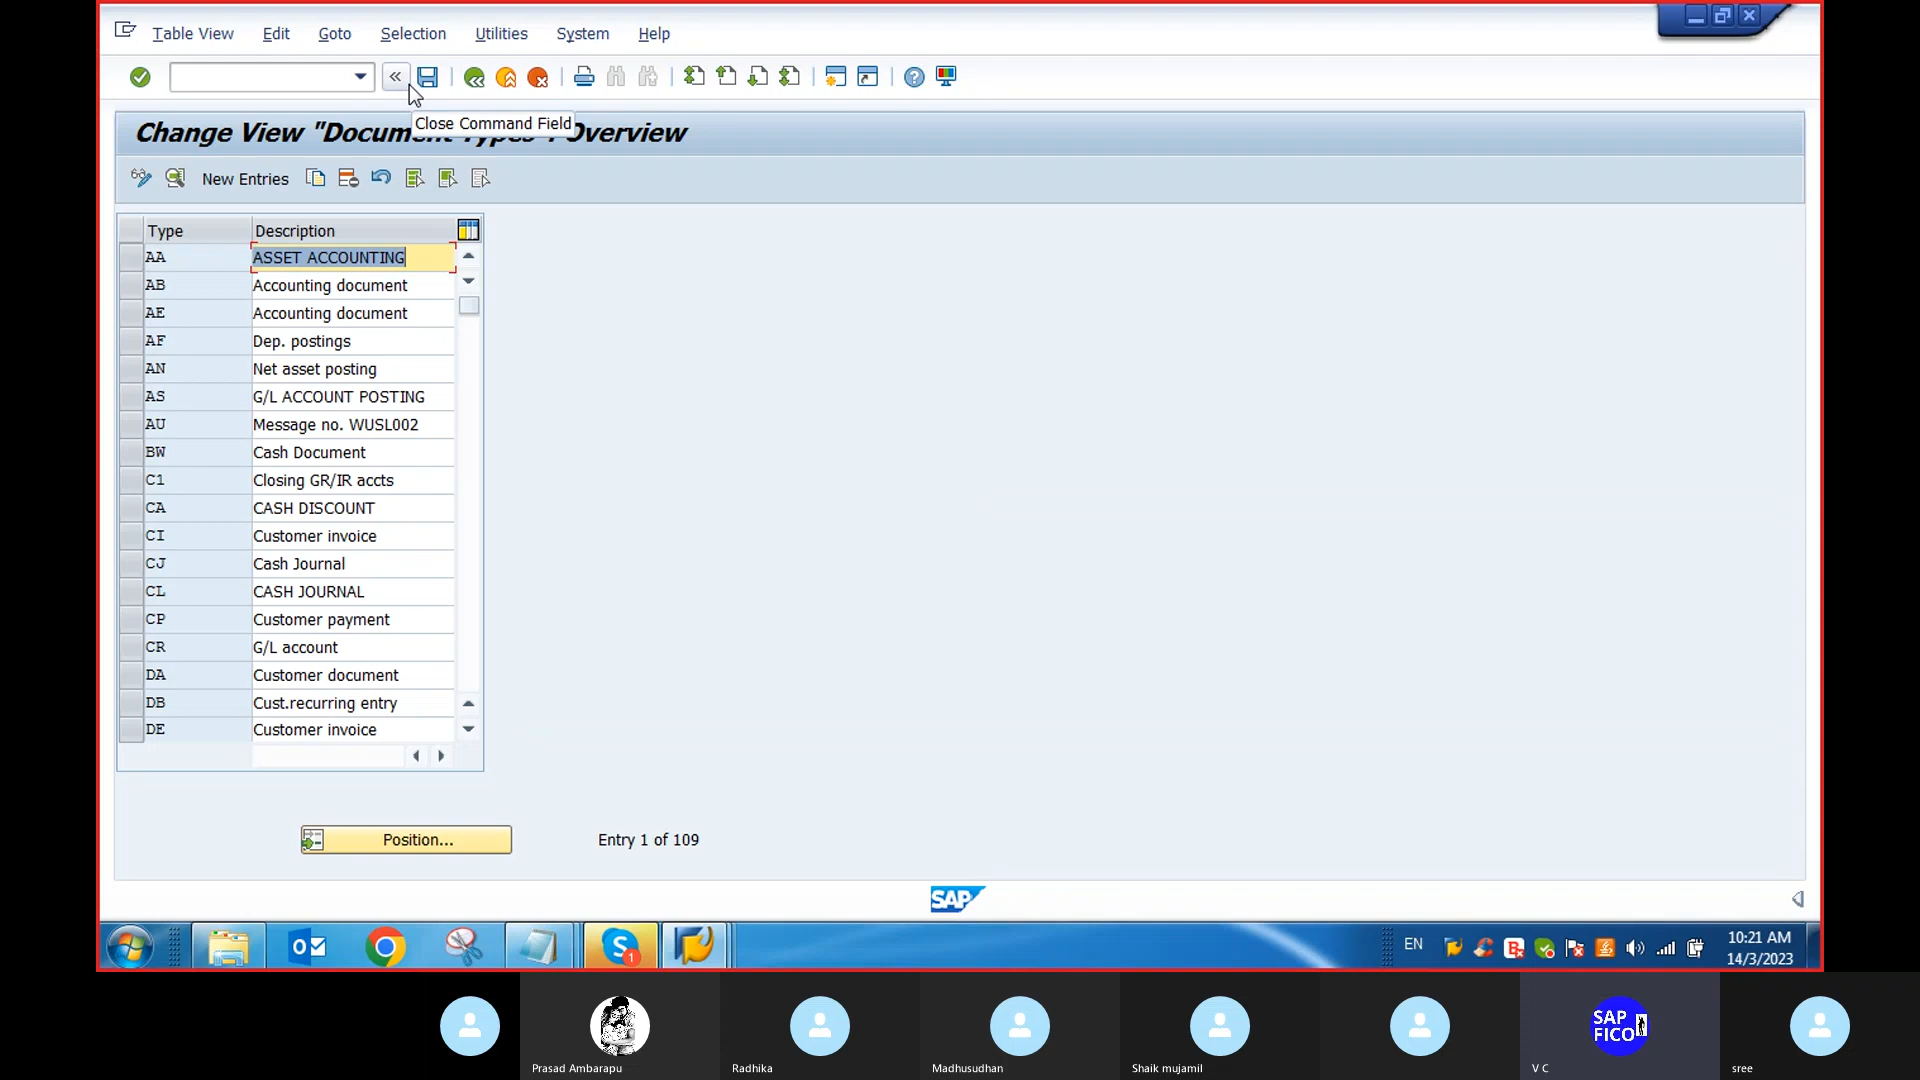 Table View Edit Goto Selection Utilities System Help
Close Command Field
Change View "Document Types": Overview
New Entries
Type Description
AA ASSET ACCOUNTING
AB Accounting document
AE Accounting document
AF Dep. postings
AN Net asset posting
AS G/L ACCOUNT POSTING
AU Message no. WUSL002
BW Cash Document
C1 Closing GR/IR accts
CA CASH DISCOUNT
CI Customer invoice
CJ Cash Journal
CL CASH JOURNAL
CP Customer payment
CR G/L account
DA Customer document
DB Cust.recurring entry
DE Customer invoice
Position... Entry 1 of 109
SAP
EN 10:21 AM
14/3/2023
1
SAP
FICO
Prasad Ambarapu Radhika Madhusudhan Shaik mujamil V C sree